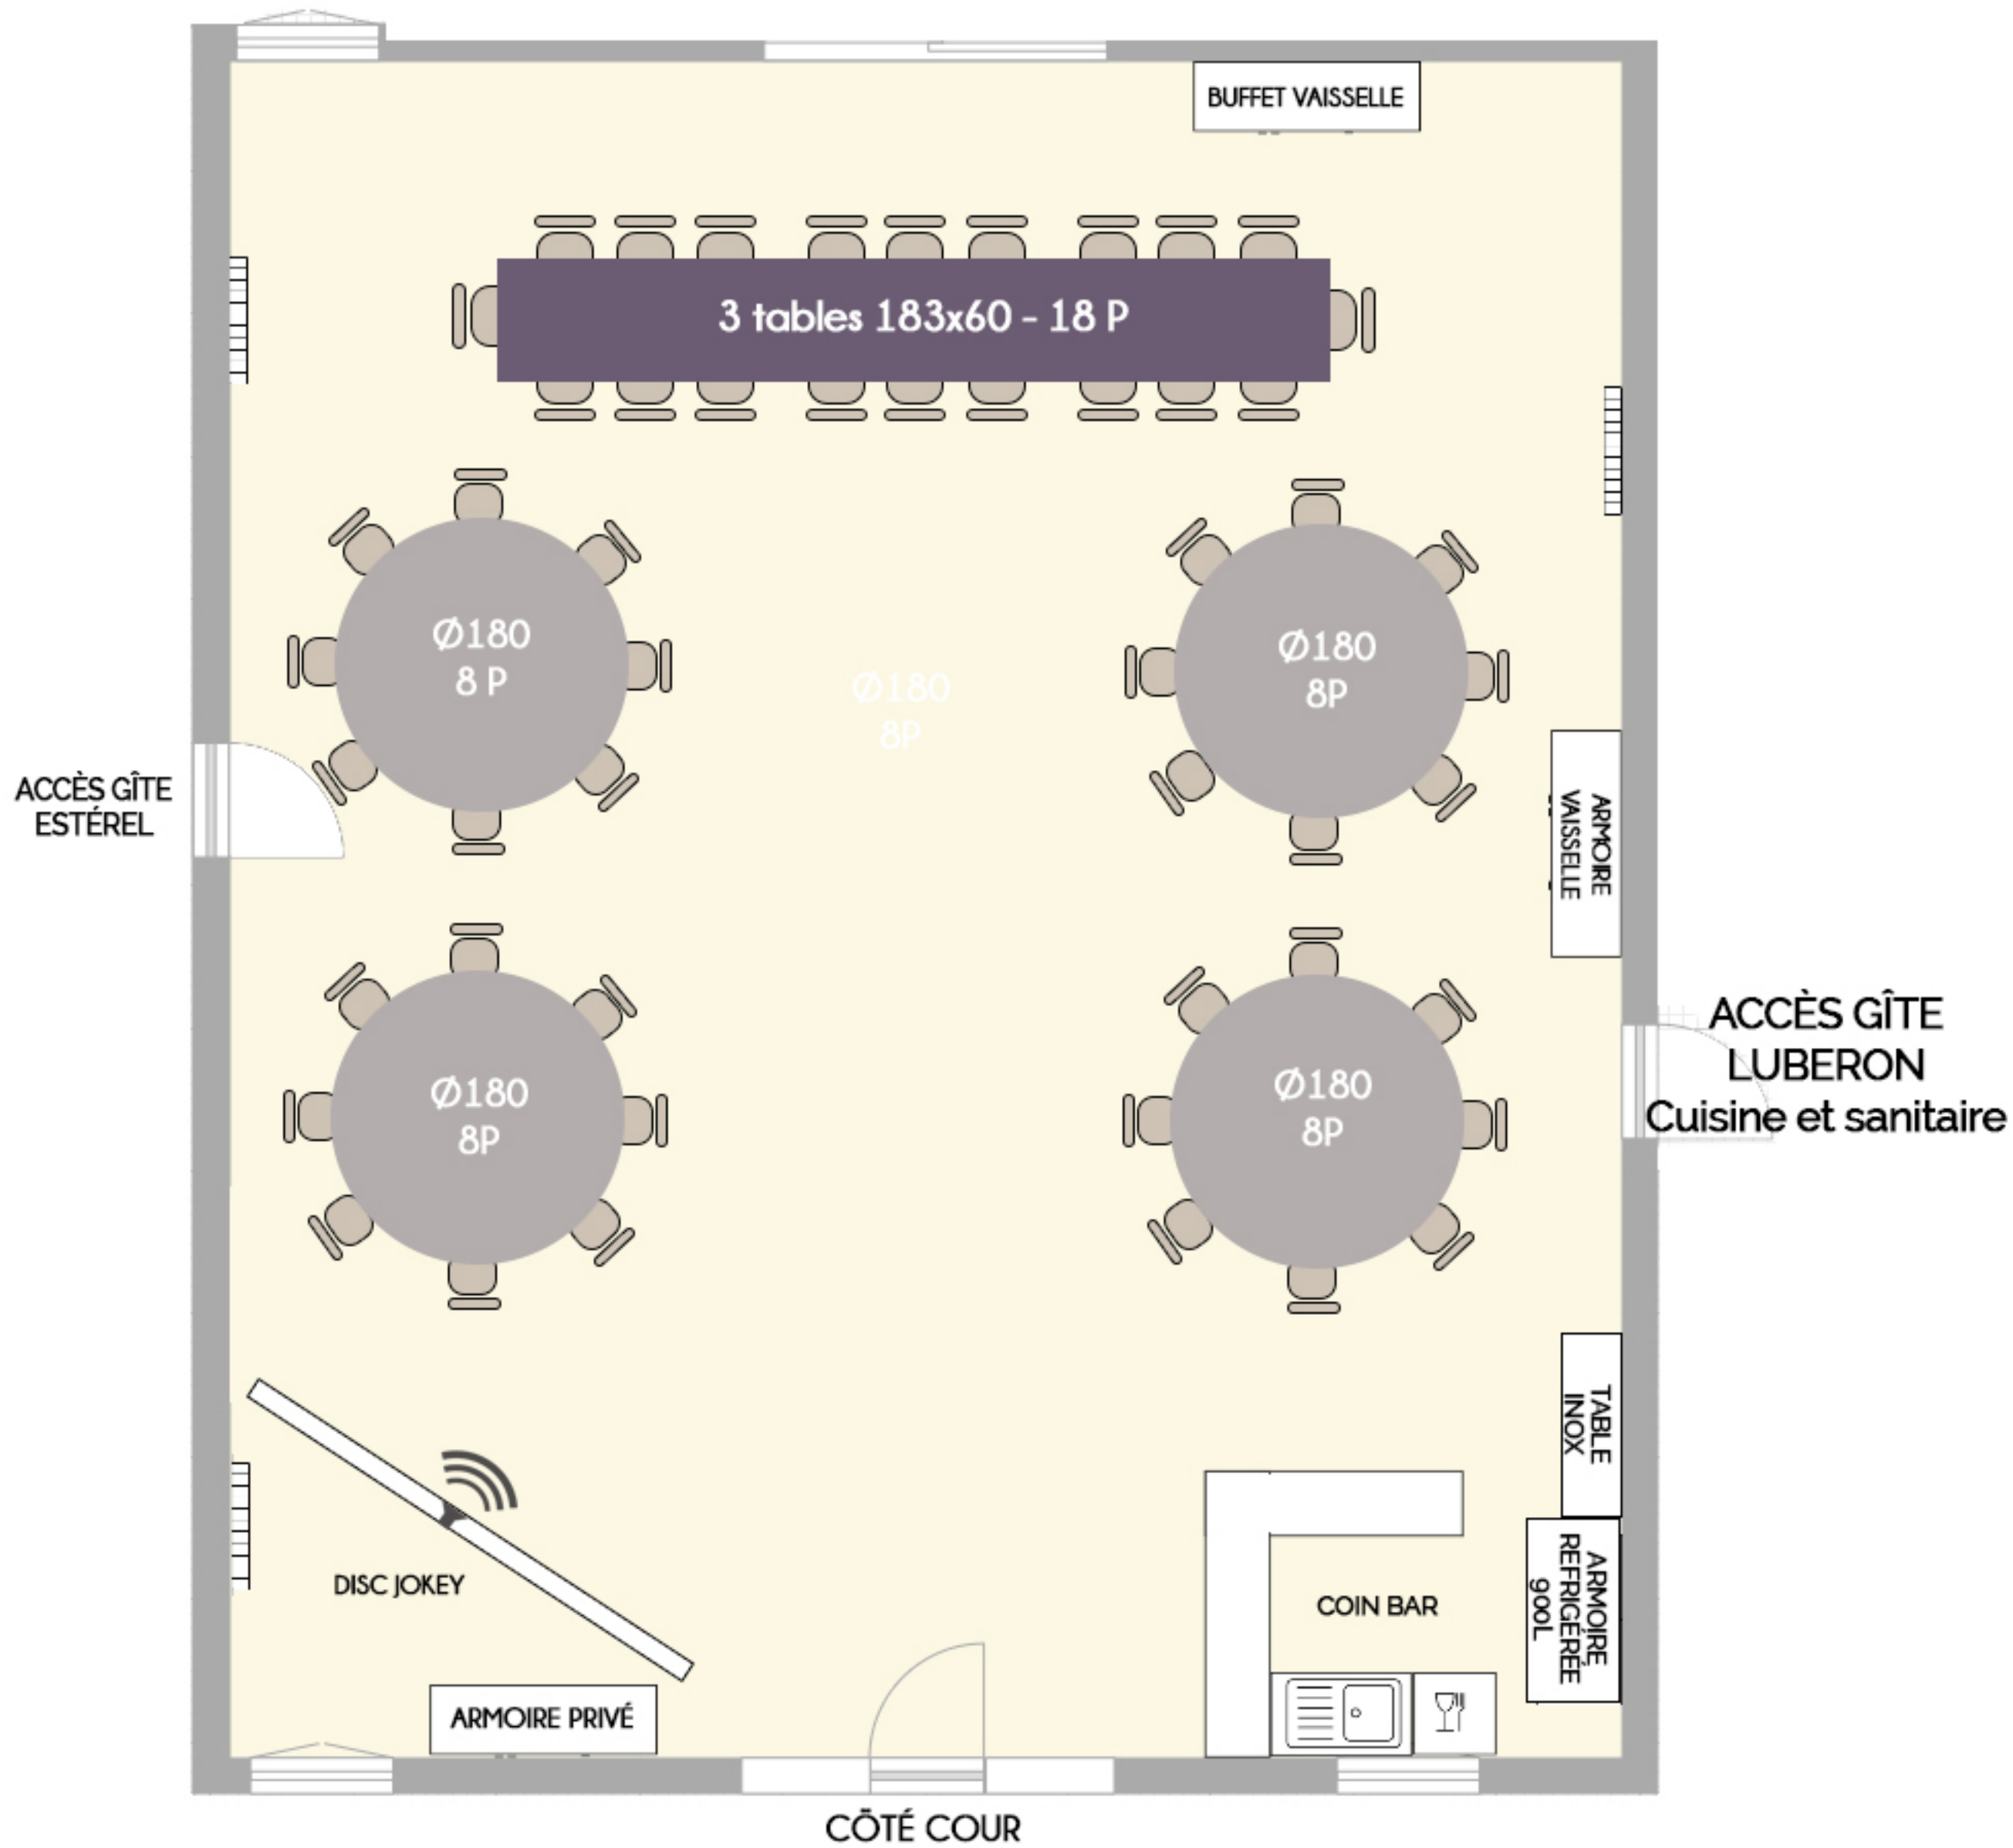 BUFFET VAISSELLE
3 tables 183x60 - 18 P
Ø180
8 P
Ø180
8P
Ø180
8P
ACCÈS GÎTE
ESTÉREL
ARMOIRE
VAISSELLE
ACCÈS GÎTE
LUBERON
Cuisine et sanitaire
Ø180
8P
Ø180
8P
TABLE
INOX
DISC JOKEY
COIN BAR
ARMOIRE
REFRIGÉRÉE
900L
ARMOIRE PRIVÉ
CÔTÉ COUR